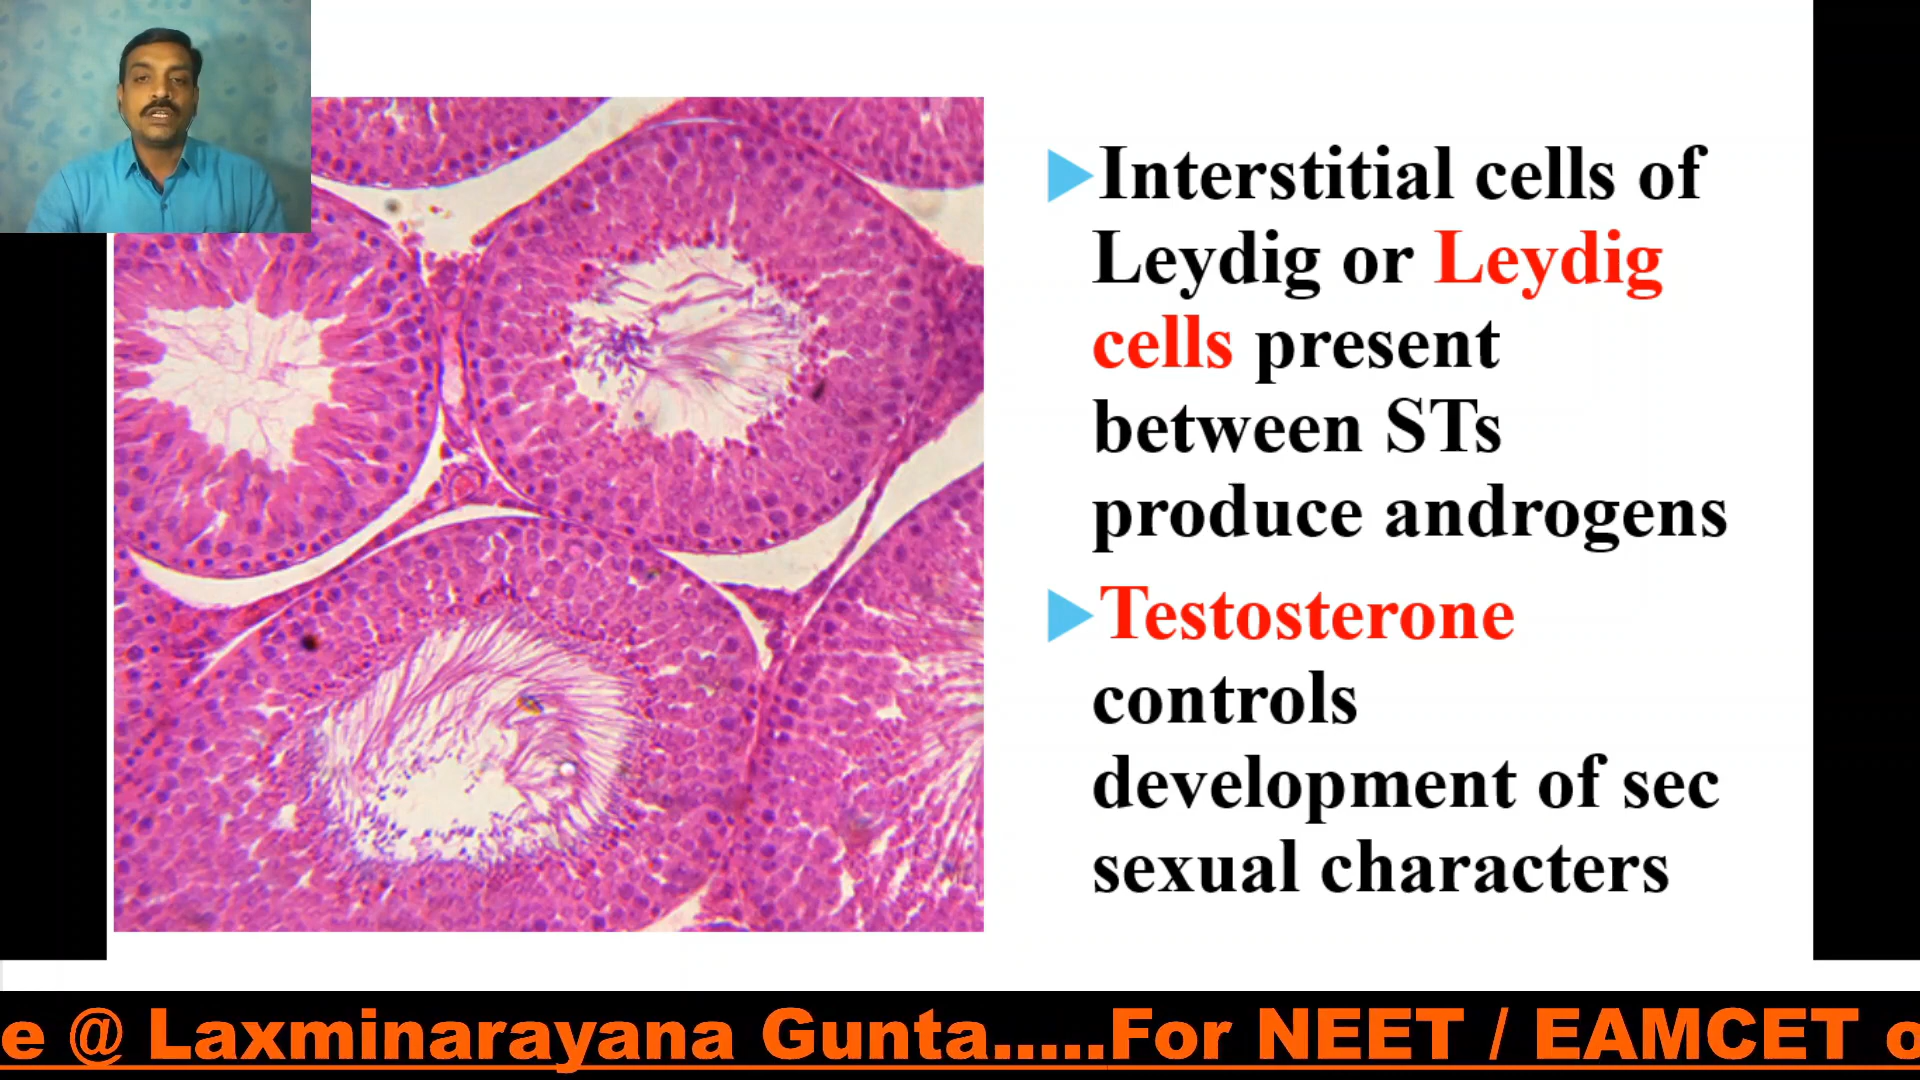 Interstitial cells of
Leydig or Leydig
cells present
between STs
produce androgens
Testosterone
controls
development of sec
sexual characters
e @ Laxminarayana Gunta.....For NEET / EAMCET o